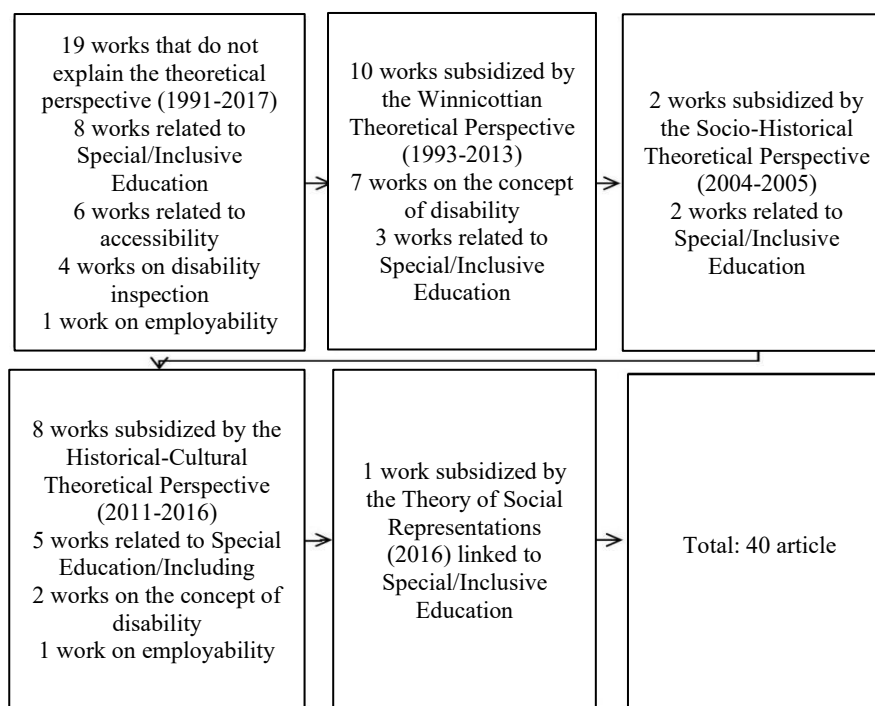 19 works that do not
explain the theoretical
perspective (1991-2017)
8 works related to
Special/Inclusive
Education
6 works related to
accessibility
4 works on disability
inspection
1 work on employability
10 works subsidized by
the Winnicottian
Theoretical Perspective
(1993-2013)
7 works on the concept
of disability
3 works related to
Special/Inclusive
Education
2 works subsidized by
the Socio-Historical
Theoretical Perspective
(2004-2005)
2 works related to
Special/Inclusive
Education
8 works subsidized by the
Historical-Cultural
Theoretical Perspective
(2011-2016)
5 works related to Special
Education/Including
2 works on the concept of
disability
1 work on employability
1 work subsidized by
the Theory of Social
Representations
(2016) linked to
Special/Inclusive
Education
Total: 40 article